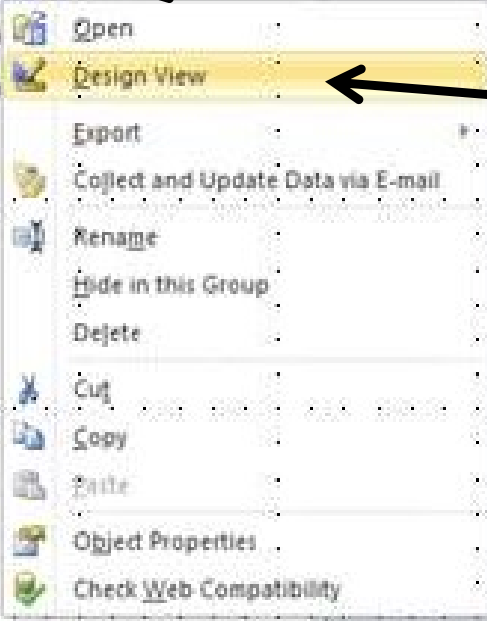 Open
Design View
Export
Collect and Update Data via E-mail
Rename
Hide in this Group
Delete
Cut
Copy
Paste
Object Properties
Check Web Compatibility